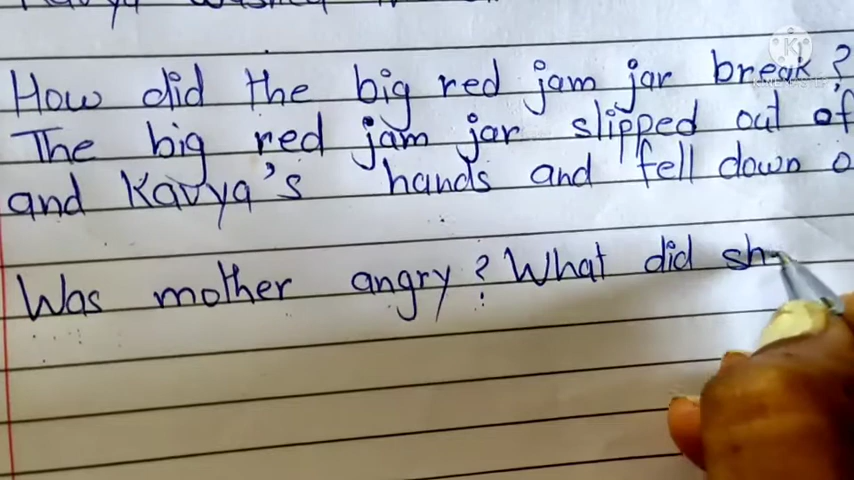 How did the big red jam jar break?
The big red jam jar slipped out of
and Kavya's hands and fell down
Was mother angry? What did sh